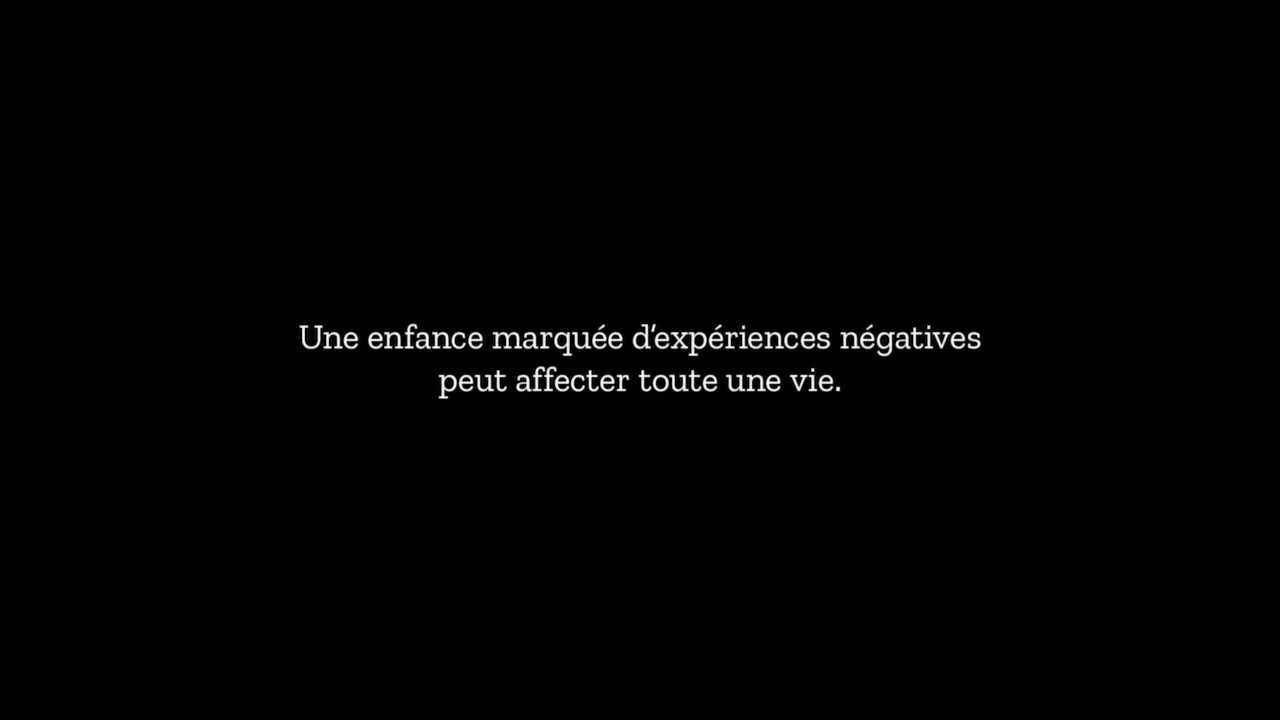 Une enfance marquée d’expériences négatives
peut affecter toute une vie.